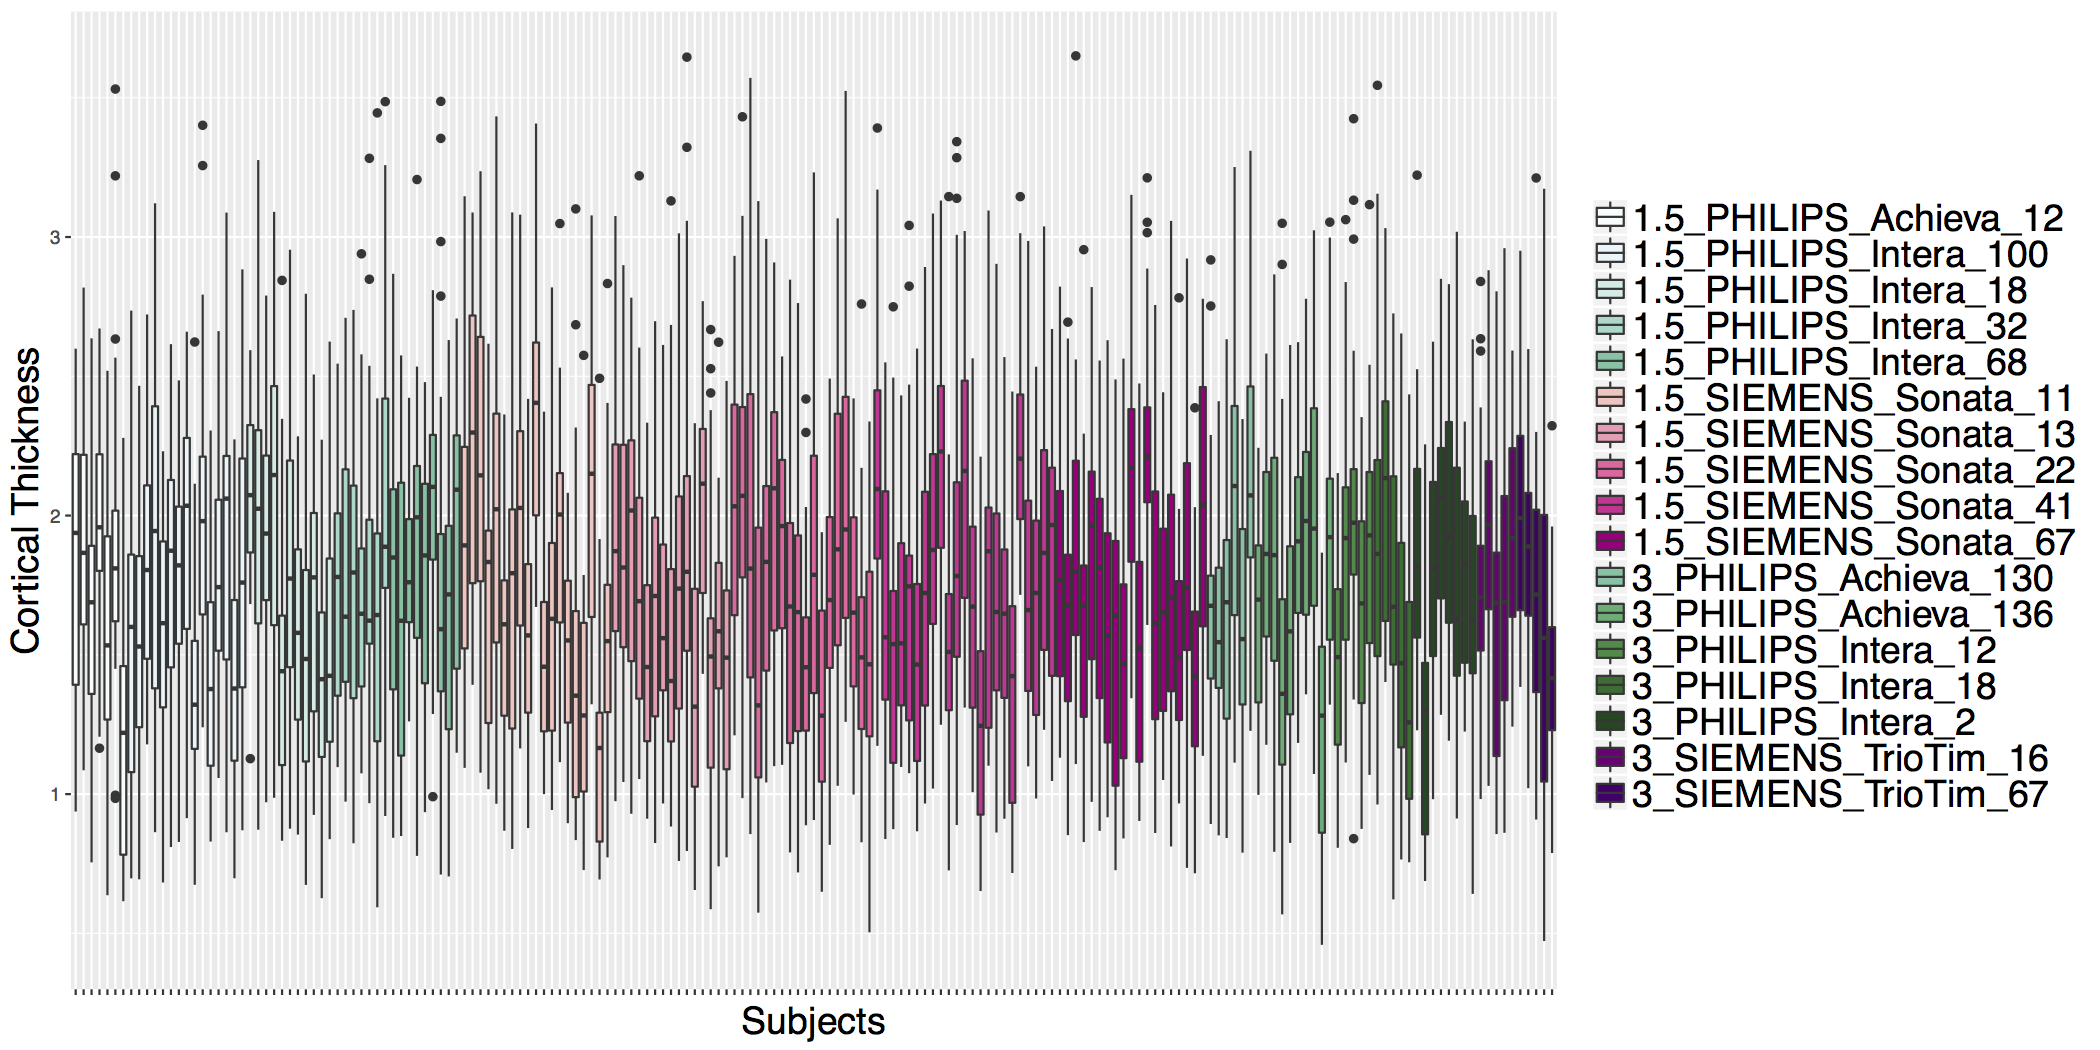 Cortical Thickness
3
2
1
Subjects
1.5_PHILIPS_Achieva_12
1.5_PHILIPS_Intera_100
1.5_PHILIPS_Intera_18
1.5_PHILIPS_Intera_32
1.5_PHILIPS_Intera_68
1.5_SIEMENS_Sonata_11
1.5_SIEMENS_Sonata_13
1.5_SIEMENS_Sonata_22
1.5_SIEMENS_Sonata_41
1.5_SIEMENS_Sonata_67
3_PHILIPS_Achieva_130
3_PHILIPS_Achieva_136
3_PHILIPS_Intera_12
3_PHILIPS_Intera_18
3_PHILIPS_Intera_2
3_SIEMENS_TrioTim_16
3_SIEMENS_TrioTim_67